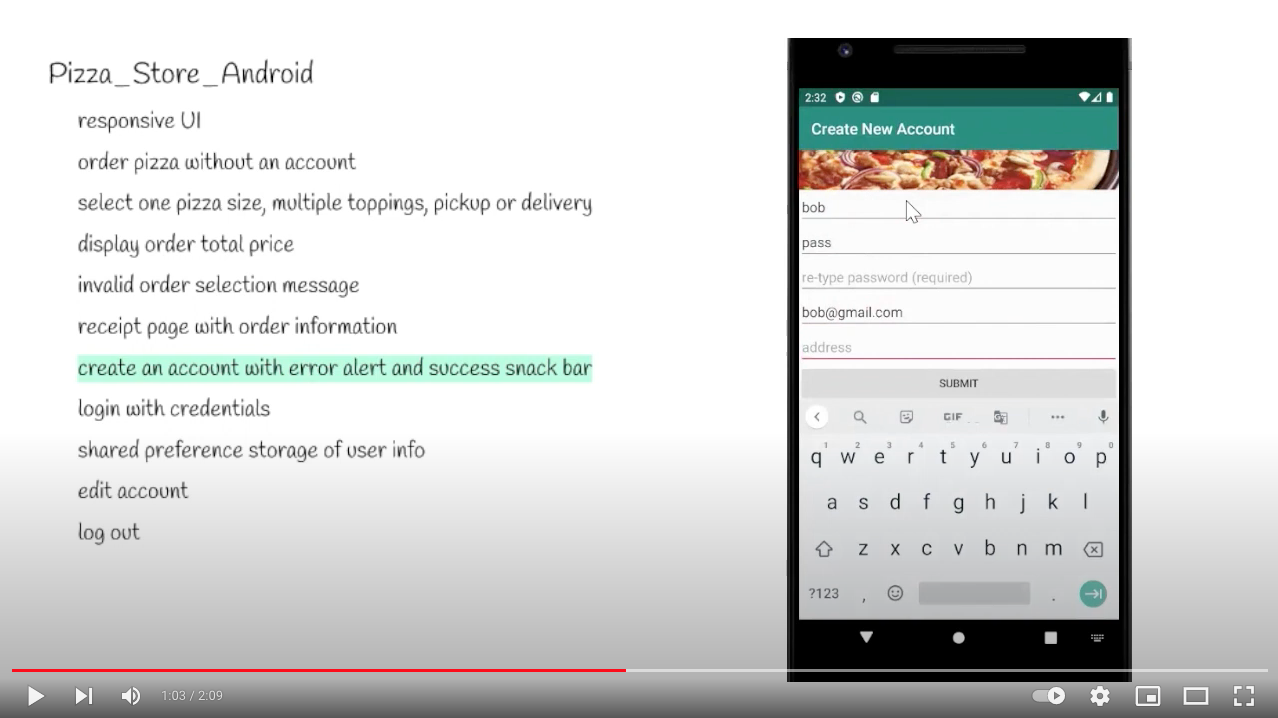 Pizza_Store_Android
responsive UI
order pizza without an account
select one pizza size, multiple toppings, pickup or delivery
display order total price
invalid order selection message
receipt page with order information
create an account with error alert and success snack bar
login with credentials
shared preference storage of user info
edit account
log out
2:32
Create New Account
bob
pass
re-type password (required)
bob@gmail.com
address
SUBMIT
GIF
1 2 3 4 5 6 7 8 9 0
q w e r t y u i o p
a s d f g h j k l
z x c v b n m
?123 , .
1:03 / 2:09